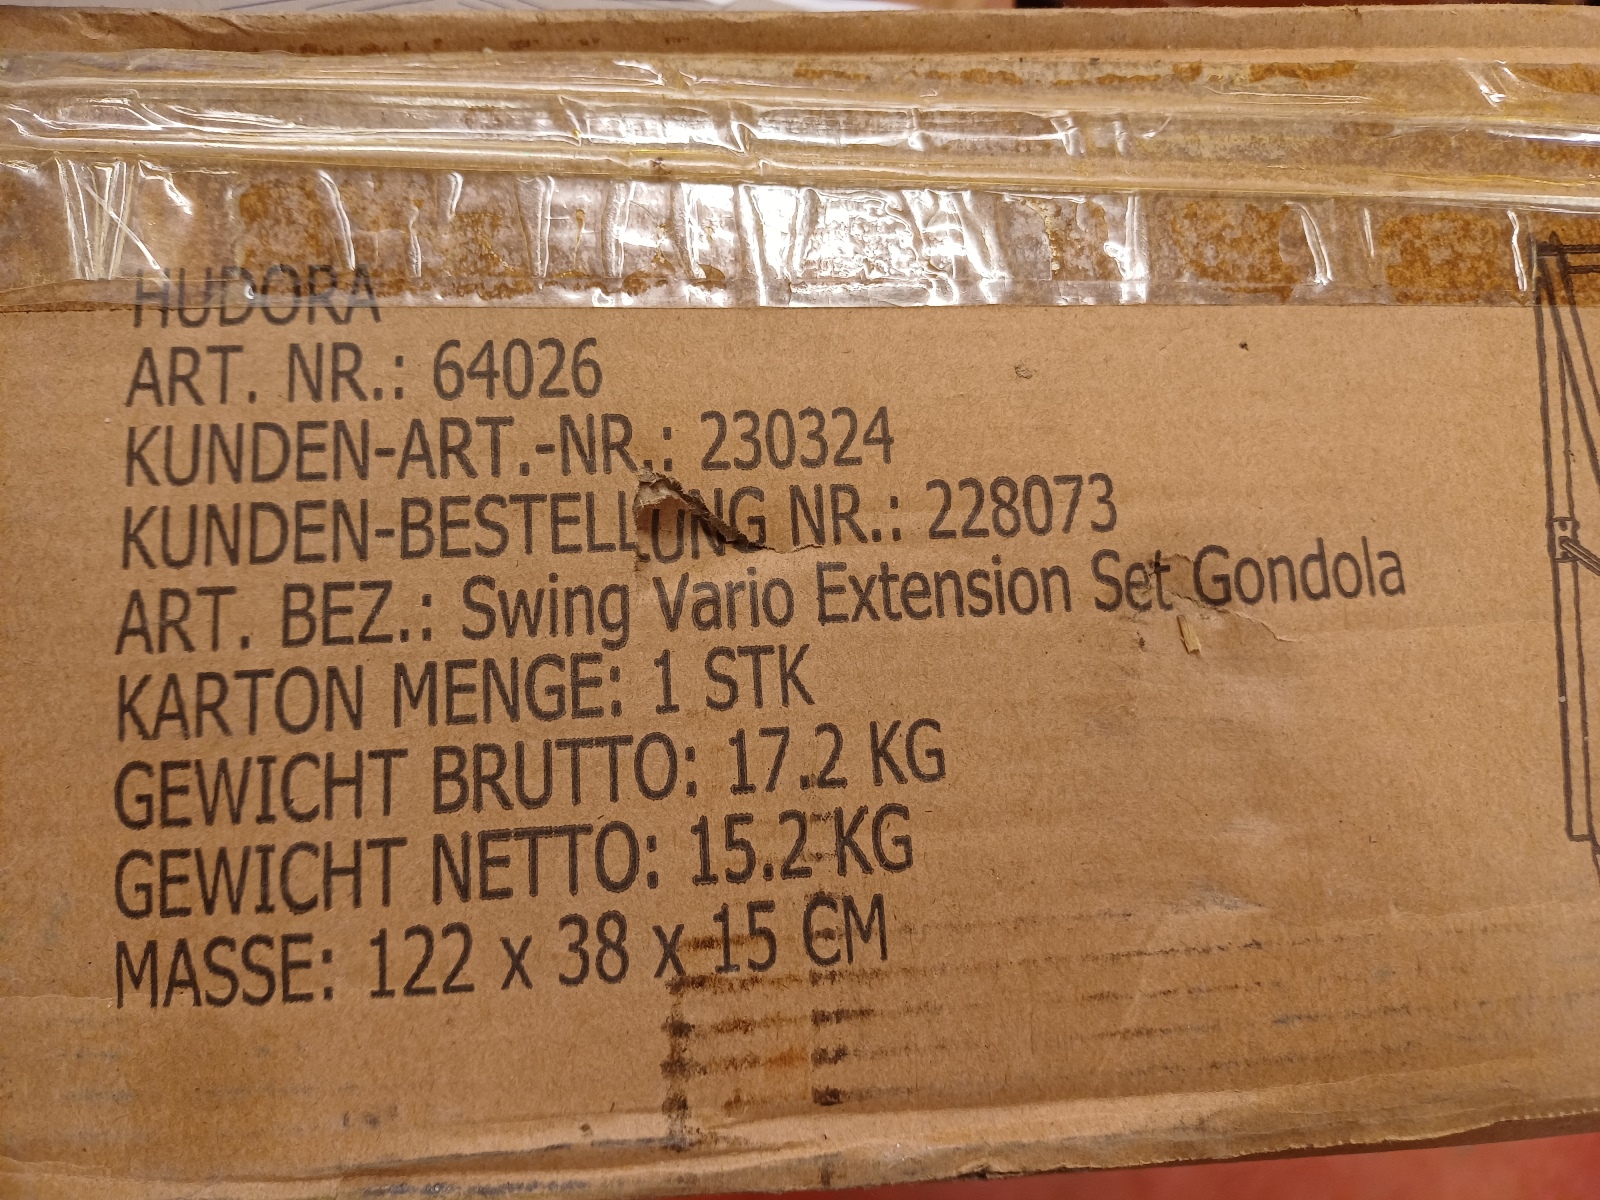 HUDORA
ART. NR.: 64026
KUNDEN-ART.-NR.: 230324
KUNDEN-BESTELLUNG NR.: 228073
ART. BEZ.: Swing Vario Extension Set Gondola
KARTON MENGE: 1 STK
GEWICHT BRUTTO: 17.2 KG
GEWICHT NETTO: 15.2 KG
MASSE: 122 x 38 x 15 CM